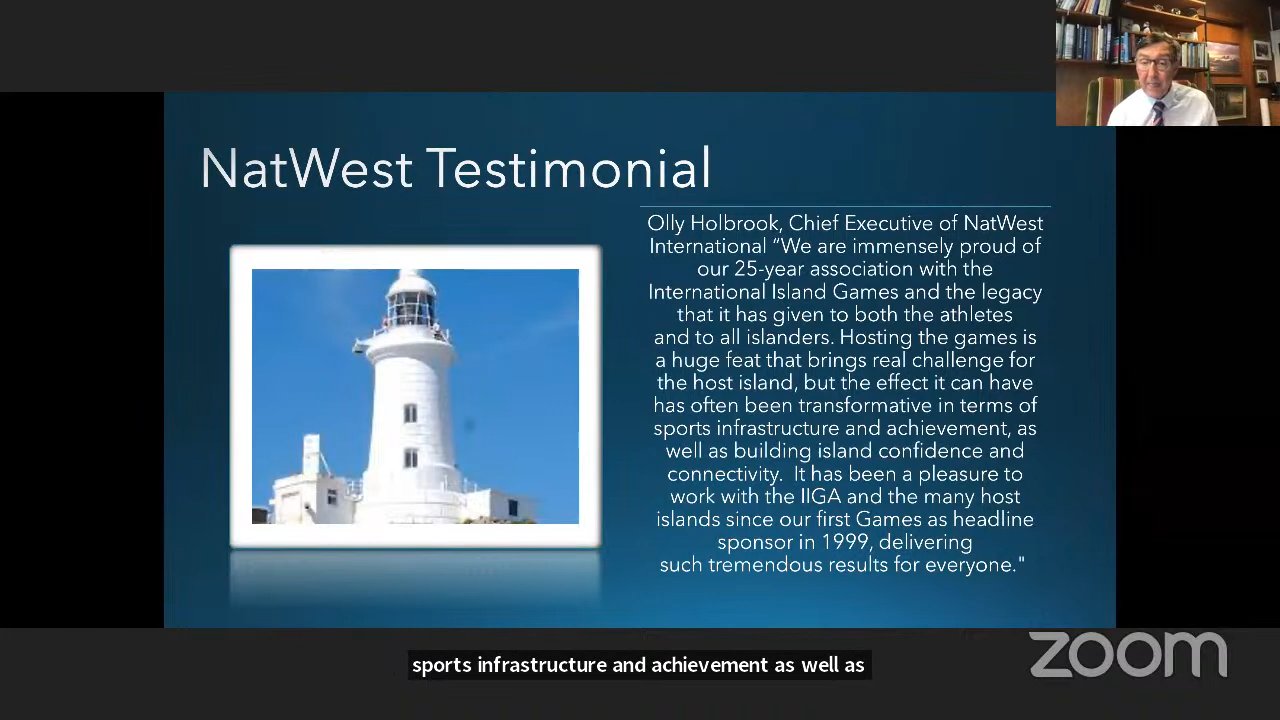 NatWest Testimonial
Olly Holbrook, Chief Executive of NatWest
International “We are immensely proud of
our 25-year association with the
International Island Games and the legacy
that it has given to both the athletes
and to all islanders. Hosting the games is
a huge feat that brings real challenge for
the host island, but the effect it can have
has often been transformative in terms of
sports infrastructure and achievement, as
well as building island confidence and
connectivity.  It has been a pleasure to
work with the IIGA and the many host
islands since our first Games as headline
sponsor in 1999, delivering
such tremendous results for everyone."
sports infrastructure and achievement as well as
zoom